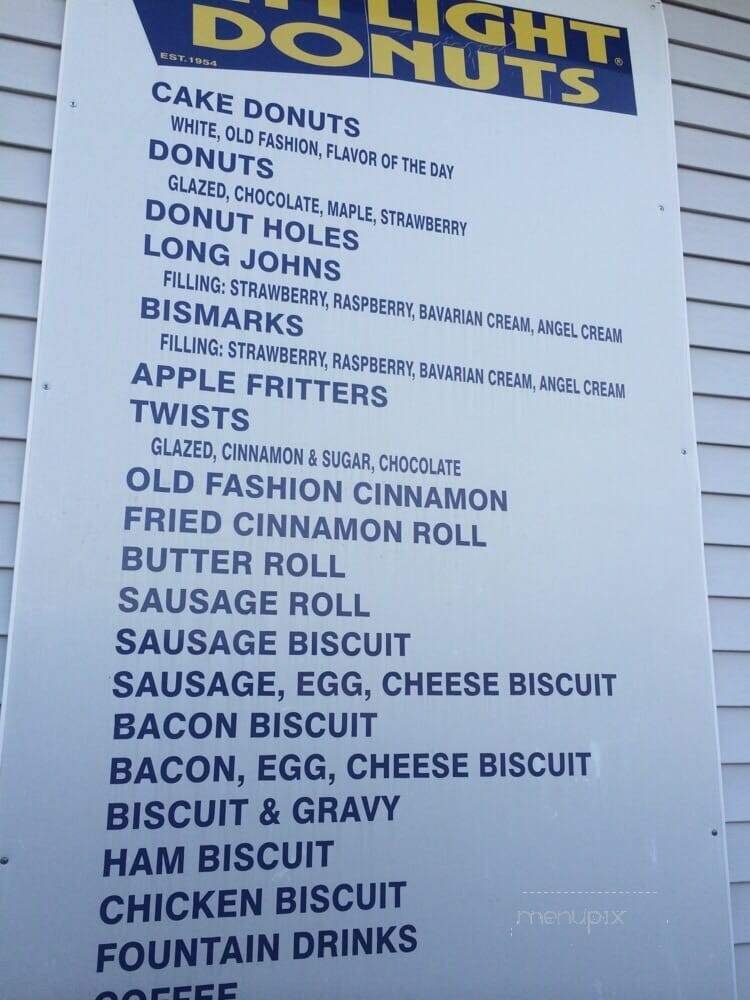 LIGHT
DONUTS®
EST. 1954
CAKE DONUTS
WHITE, OLD FASHION, FLAVOR OF THE DAY
DONUTS
GLAZED, CHOCOLATE, MAPLE, STRAWBERRY
DONUT HOLES
LONG JOHNS
FILLING: STRAWBERRY, RASPBERRY, BAVARIAN CREAM, ANGEL CREAM
BISMARKS
FILLING: STRAWBERRY, RASPBERRY, BAVARIAN CREAM, ANGEL CREAM
APPLE FRITTERS
TWISTS
GLAZED, CINNAMON & SUGAR, CHOCOLATE
OLD FASHION CINNAMON
FRIED CINNAMON ROLL
BUTTER ROLL
SAUSAGE ROLL
SAUSAGE BISCUIT
SAUSAGE, EGG, CHEESE BISCUIT
BACON BISCUIT
BACON, EGG, CHEESE BISCUIT
BISCUIT & GRAVY
HAM BISCUIT
CHICKEN BISCUIT
FOUNTAIN DRINKS
COFFEE
menupix